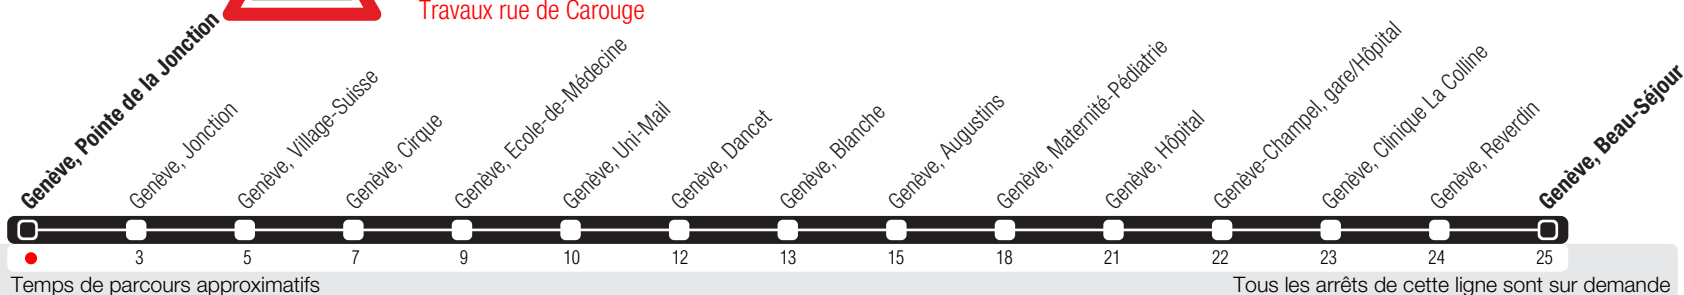 Travaux rue de Carouge
Genève, Pointe de la Jonction
Genève, Jonction
Genève, Village-Suisse
Genève, Cirque
Genève, Ecole-de-Médecine
Genève, Uni-Mail
Genève, Dancet
Genève, Blanche
Genève, Augustins
Genève, Maternité-Pédiatrie
Genève, Hôpital
Genève-Champel, gare/Hôpital
Genève, Clinique La Colline
Genève, Reverdin
Genève, Beau-Séjour
3 5 7 9 10 12 13 15 18 21 22 23 24 25
Temps de parcours approximatifs
Tous les arrêts de cette ligne sont sur demande